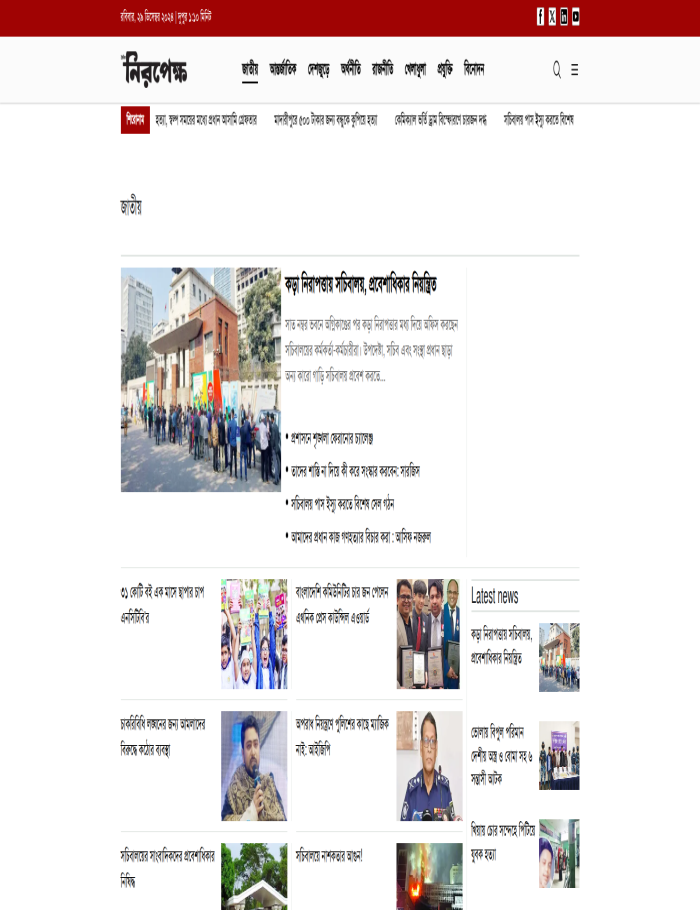 রবিবার, ২৯ ডিসেম্বর ২০২৪ | দুপুর ১:১০ মিনিট
নিরপেক্ষ
জাতীয় আন্তর্জাতিক দেশজুড়ে অর্থনীতি রাজনীতি খেলাধুলা প্রযুক্তি বিনোদন
শিরোনাম হত্যা, স্বল্প সময়ের মধ্যে প্রধান আসামি গ্রেফতার মাদারীপুরে ৫০০ টাকার জন্য বন্ধুকে কুপিয়ে হত্যা কেমিক্যাল ভর্তি ড্রাম বিস্ফোরণে চারজন দগ্ধ সচিবালয় পাস ইস্যু করতে বিশেষ
জাতীয়
কড়া নিরাপত্তায় সচিবালয়, প্রবেশাধিকার নিয়ন্ত্রিত
সাত নম্বর ভবনে অগ্নিকাণ্ডের পর কড়া নিরাপত্তার মধ্য দিয়ে অফিস করছেন
সচিবালয়ের কর্মকর্তা-কর্মচারীরা। উপদেষ্টা, সচিব এবং সংস্থা প্রধান ছাড়া
অন্য কারো গাড়ি সচিবালয় প্রবেশ করতে...
• প্রশাসনে শৃঙ্খলা ফেরানোর চ্যালেঞ্জ
• তাদের শাস্তি না দিয়ে কী করে সংস্কার করবেন: সারজিস
• সচিবালয় পাস ইস্যু করতে বিশেষ সেল গঠন
• আমাদের প্রধান কাজ গণহত্যার বিচার করা : আসিফ নজরুল
৩১ কোটি বই এক মাসে ছাপার চাপ
এনসিটিবি'র
বাংলাদেশি কমিউনিটির চার জন পেলেন
এথনিক প্রেস কাউন্সিল এওয়ার্ড
Latest news
কড়া নিরাপত্তায় সচিবালয়,
প্রবেশাধিকার নিয়ন্ত্রিত
চাকরিবিধি লঙ্ঘনের জন্য আমলাদের
বিরুদ্ধে কঠোর ব্যবস্থা
অপরাধ নিয়ন্ত্রণে পুলিশের কাছে ম্যাজিক
নাই: আইজিপি
ভোলায় বিপুল পরিমান
দেশীয় অস্ত্র ও বোমা সহ ৬
সন্ত্রাসী আটক
খিয়ায় চোর সন্দেহে পিটিয়ে
যুবক হত্যা
সচিবালয়ের সাংবাদিকদের প্রবেশাধিকার
নিষিদ্ধ
সচিবালয়ে নাশকতার আগুন!